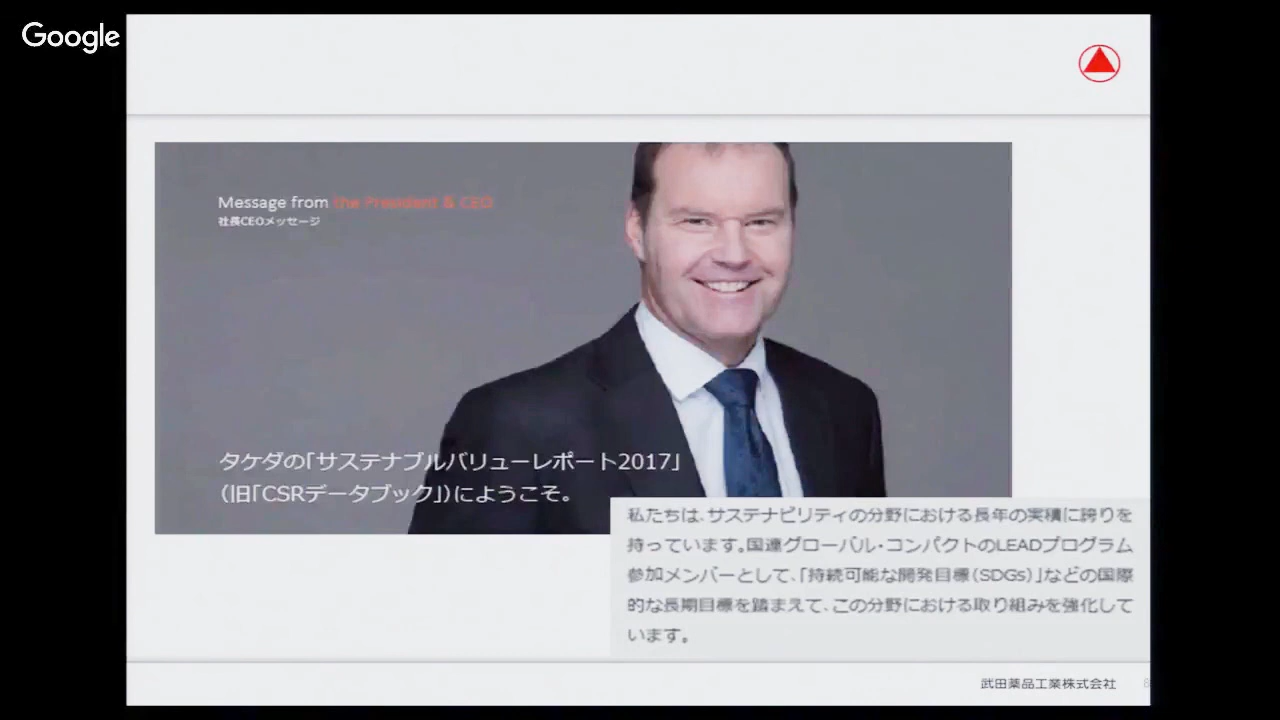 Google
Message from the President & CEO
社長CEOメッセージ
タケダの「サステナブルバリューレポート2017」
（旧「CSRデータブック」）にようこそ。
私たちは、サステナビリティの分野における長年の実績に誇りを
持っています。国連グローバル・コンパクトのLEADプログラム
参加メンバーとして、「持続可能な開発目標（SDGs）」などの国際
的な長期目標を踏まえて、この分野における取り組みを強化して
います。
武田薬品工業株式会社